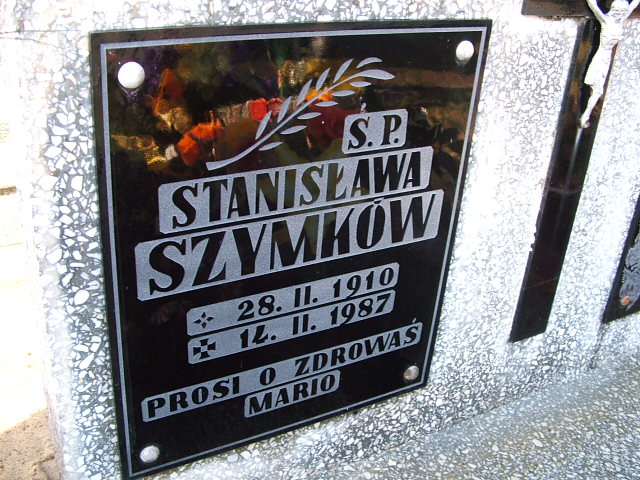 Ś.P.
STANISŁAWA
SZYMKÓW
28. II. 1910
14. II. 1987
PROSI O ZDROWAŚ
MARIO